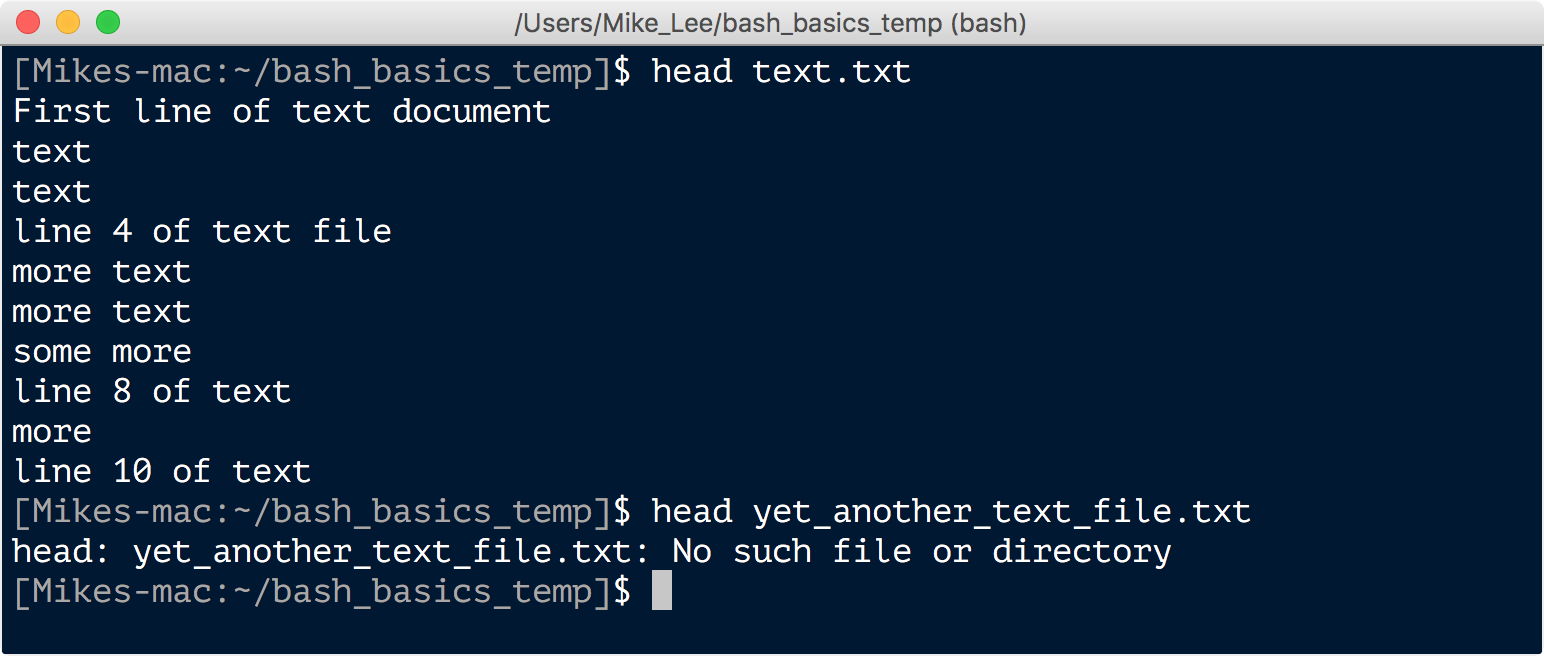 /Users/Mike_Lee/bash_basics_temp (bash)
[Mikes-mac:~/bash_basics_temp]$ head text.txt
First line of text document
text
text
line 4 of text file
more text
more text
some more
line 8 of text
more
line 10 of text
[Mikes-mac:~/bash_basics_temp]$ head yet_another_text_file.txt
head: yet_another_text_file.txt: No such file or directory
[Mikes-mac:~/bash_basics_temp]$